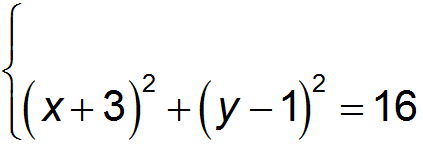 {(x+3)² + (y−1)² = 16